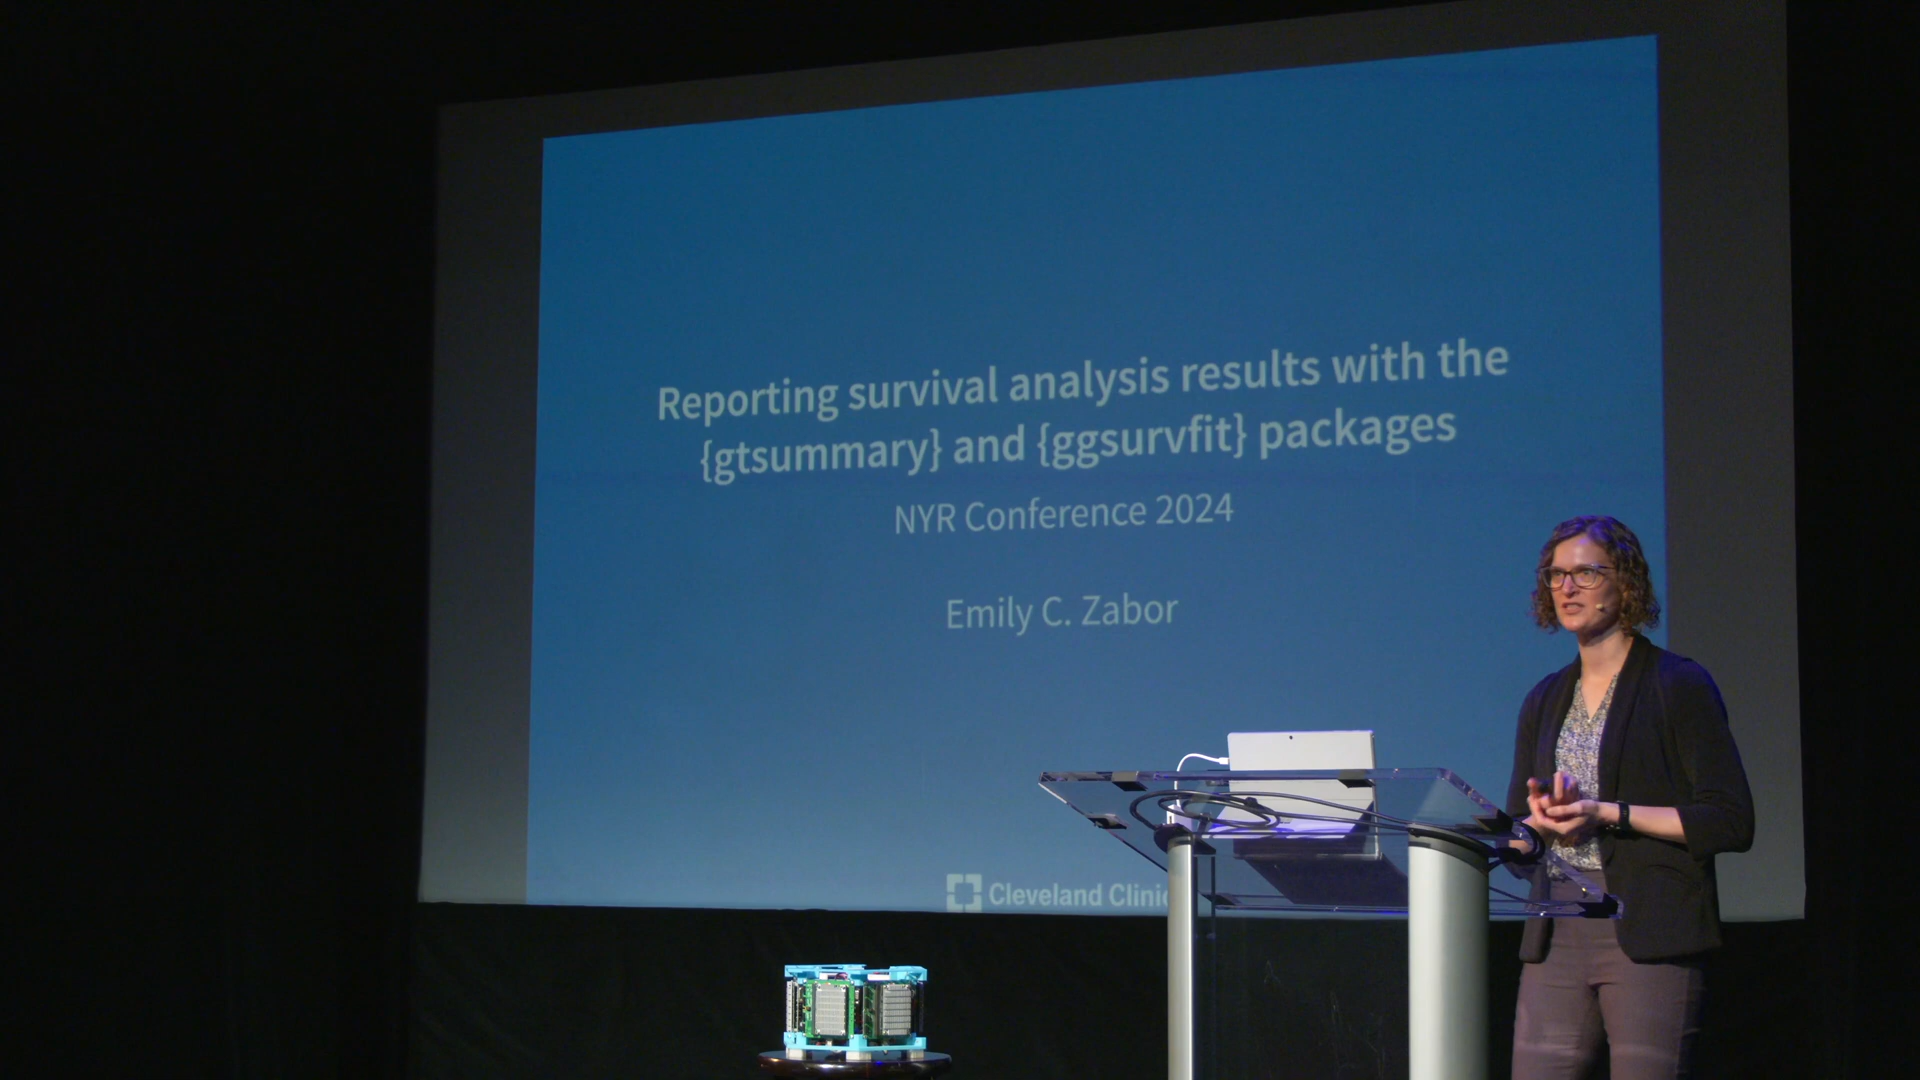 Reporting survival analysis results with the
{gtsummary} and {ggsurvfit} packages
NYR Conference 2024
Emily C. Zabor
Cleveland Clinic